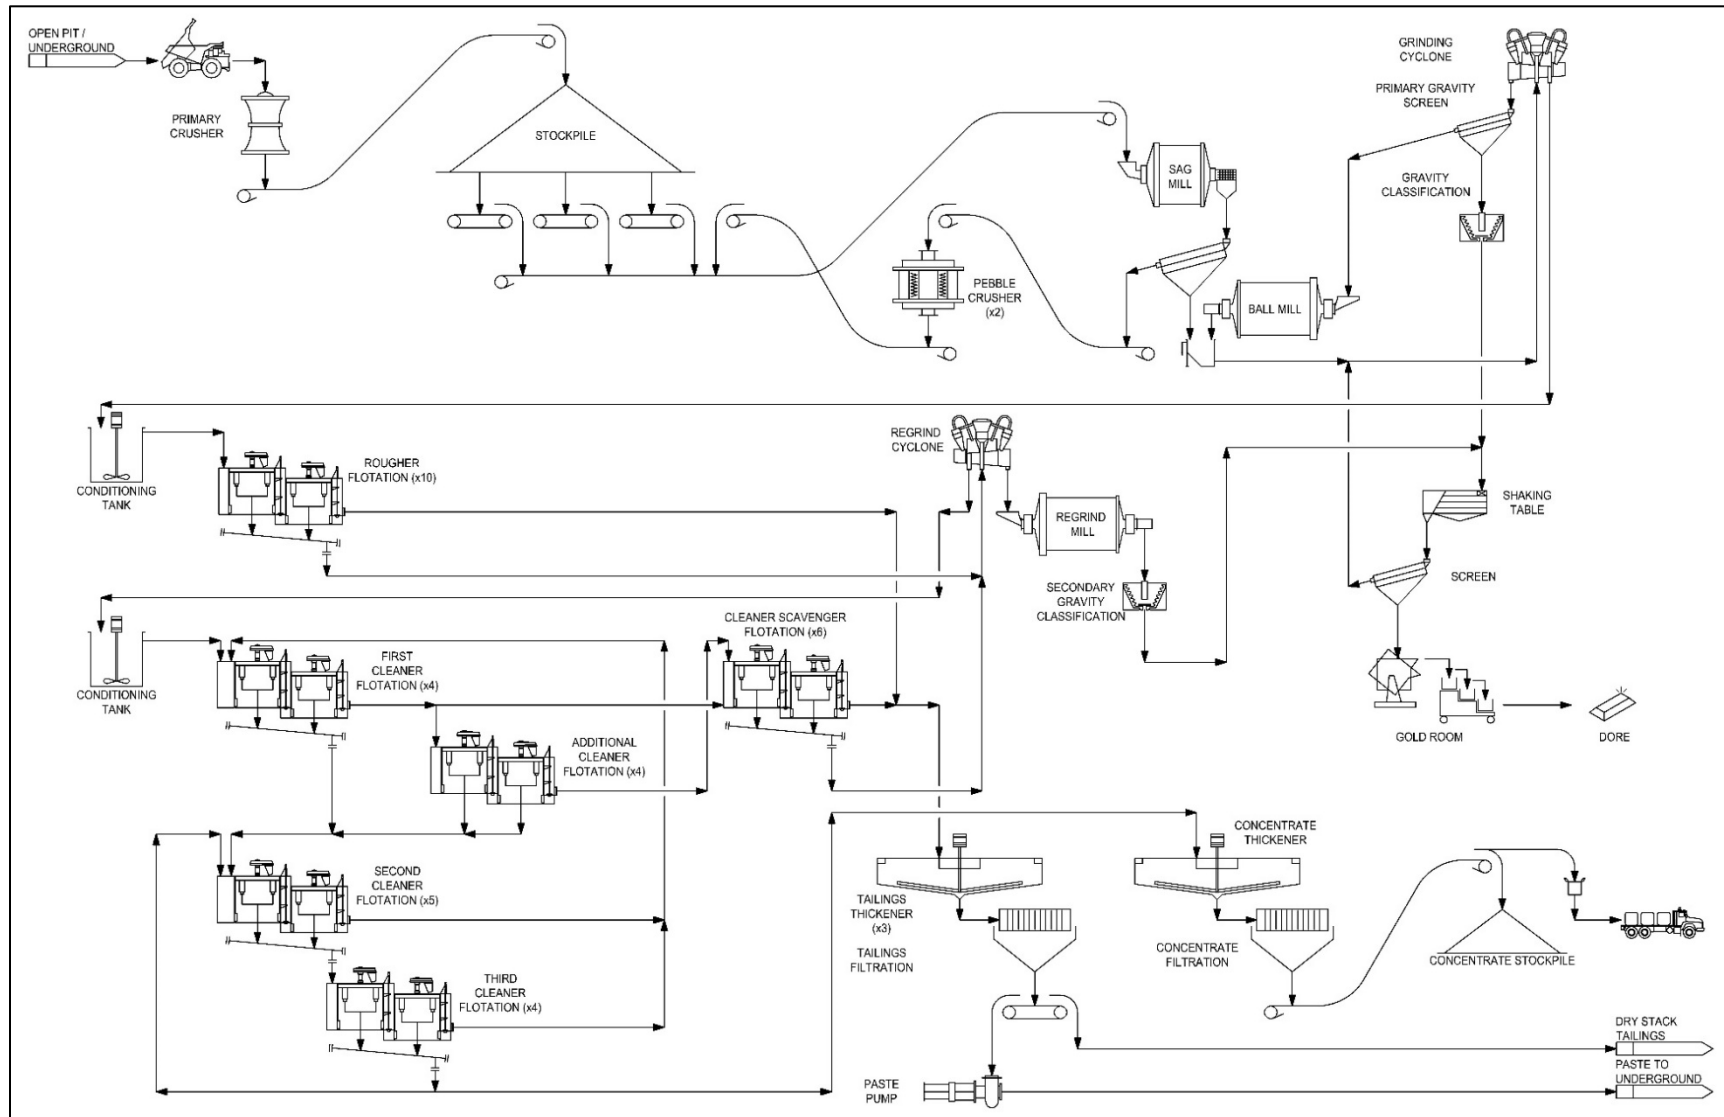 OPEN PIT /
UNDERGROUND
PRIMARY
CRUSHER
STOCKPILE
GRINDING
CYCLONE
PRIMARY GRAVITY
SCREEN
SAG
MILL
GRAVITY
CLASSIFICATION
PEBBLE
CRUSHER
(x2)
BALL MILL
CONDITIONING
TANK
ROUGHER
FLOTATION (x10)
REGRIND
CYCLONE
REGRIND
MILL
SHAKING
TABLE
SECONDARY
GRAVITY
CLASSIFICATION
SCREEN
CONDITIONING
TANK
FIRST
CLEANER
FLOTATION (x4)
CLEANER SCAVENGER
FLOTATION (x6)
ADDITIONAL
CLEANER
FLOTATION (x4)
GOLD ROOM
DORE
SECOND
CLEANER
FLOTATION (x5)
THIRD
CLEANER
FLOTATION (x4)
TAILINGS
THICKENER
(x3)
TAILINGS
FILTRATION
CONCENTRATE
THICKENER
CONCENTRATE
FILTRATION
CONCENTRATE STOCKPILE
DRY STACK
TAILINGS
PASTE TO
UNDERGROUND
PASTE
PUMP